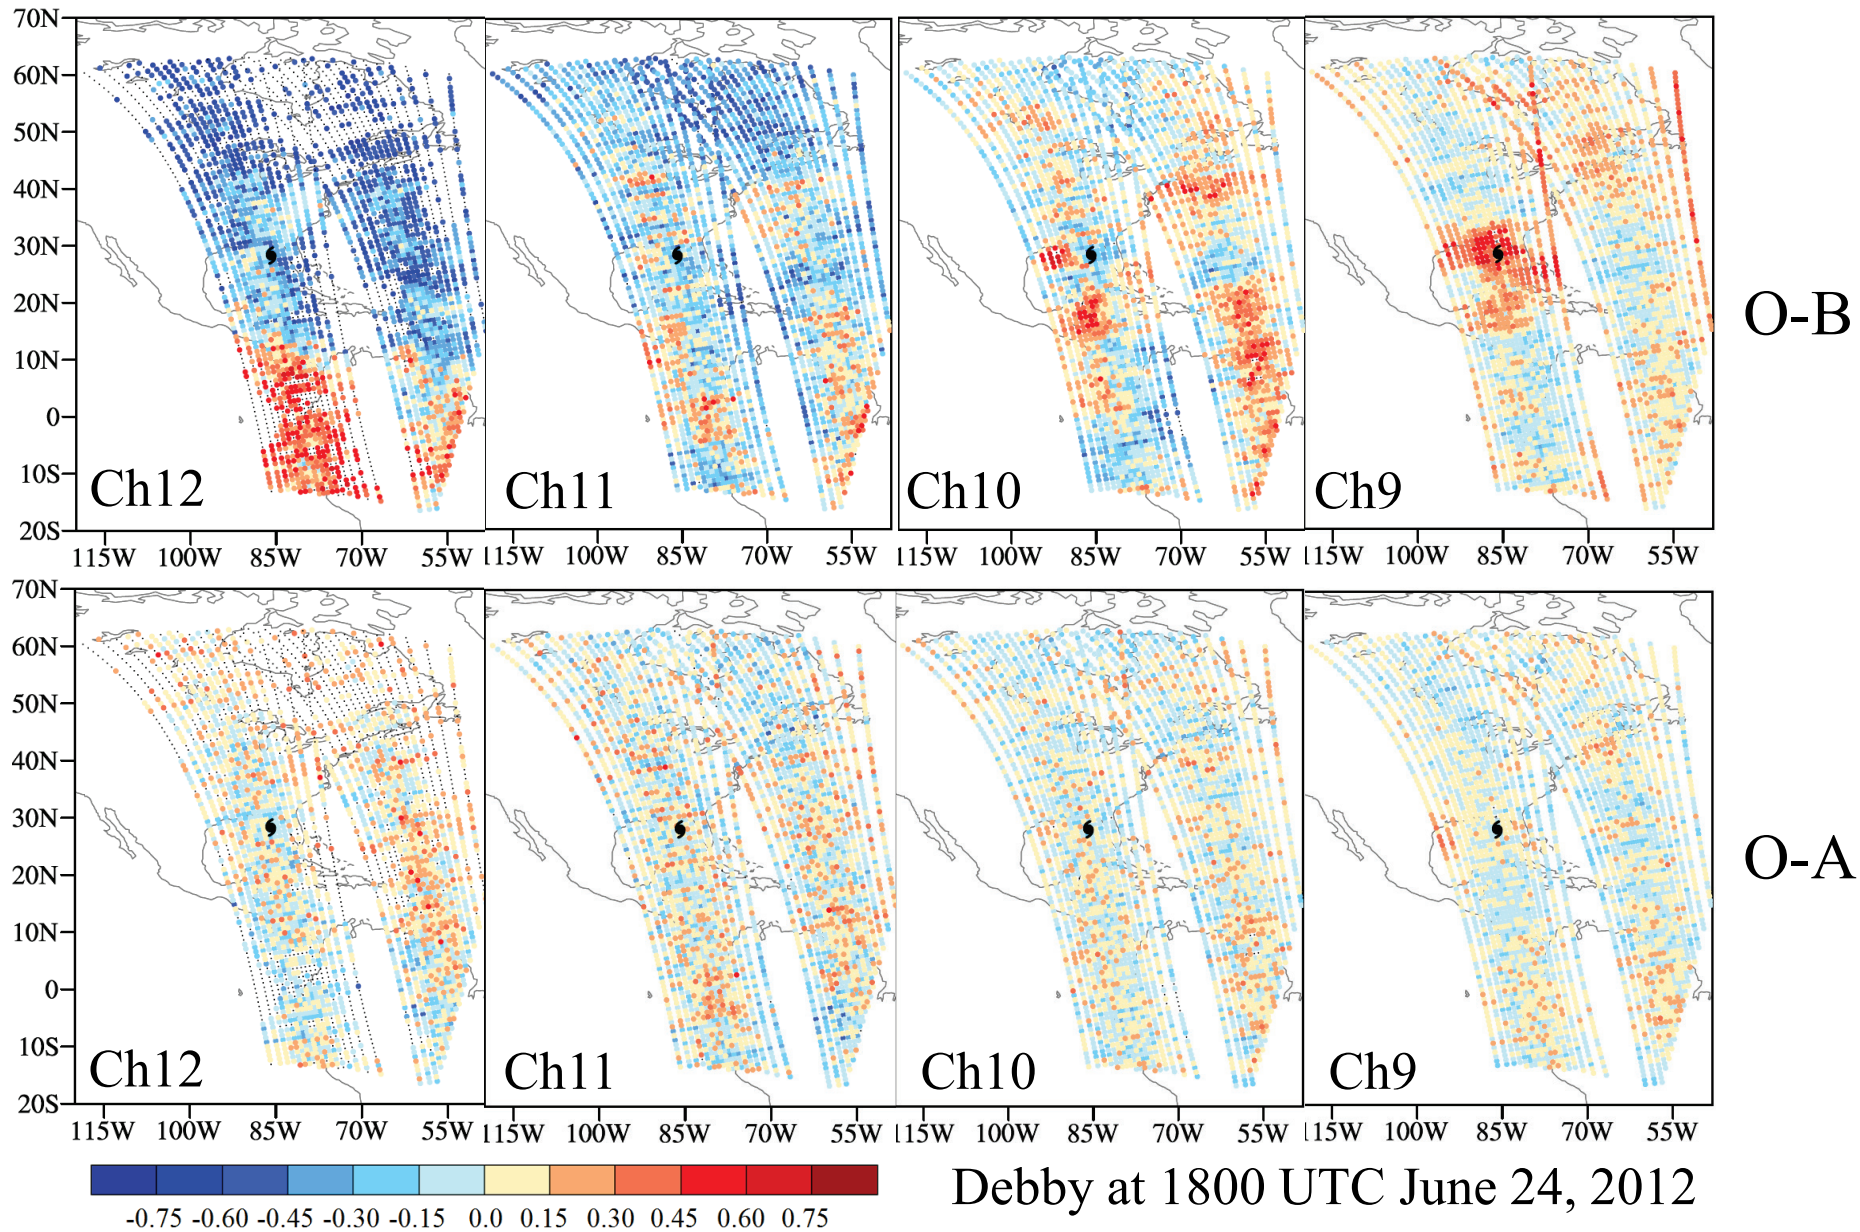 70N
60N
50N
40N
30N
20N
10N
0
10S
20S
Ch12
Ch11
Ch10
Ch9
O-B
115W 100W 85W 70W 55W
115W 100W 85W 70W 55W
115W 100W 85W 70W 55W
115W 100W 85W 70W 55W
70N
60N
50N
40N
30N
20N
10N
0
10S
20S
Ch12
Ch11
Ch10
Ch9
O-A
115W 100W 85W 70W 55W
115W 100W 85W 70W 55W
115W 100W 85W 70W 55W
115W 100W 85W 70W 55W
-0.75 -0.60 -0.45 -0.30 -0.15 0.0 0.15 0.30 0.45 0.60 0.75
Debby at 1800 UTC June 24, 2012